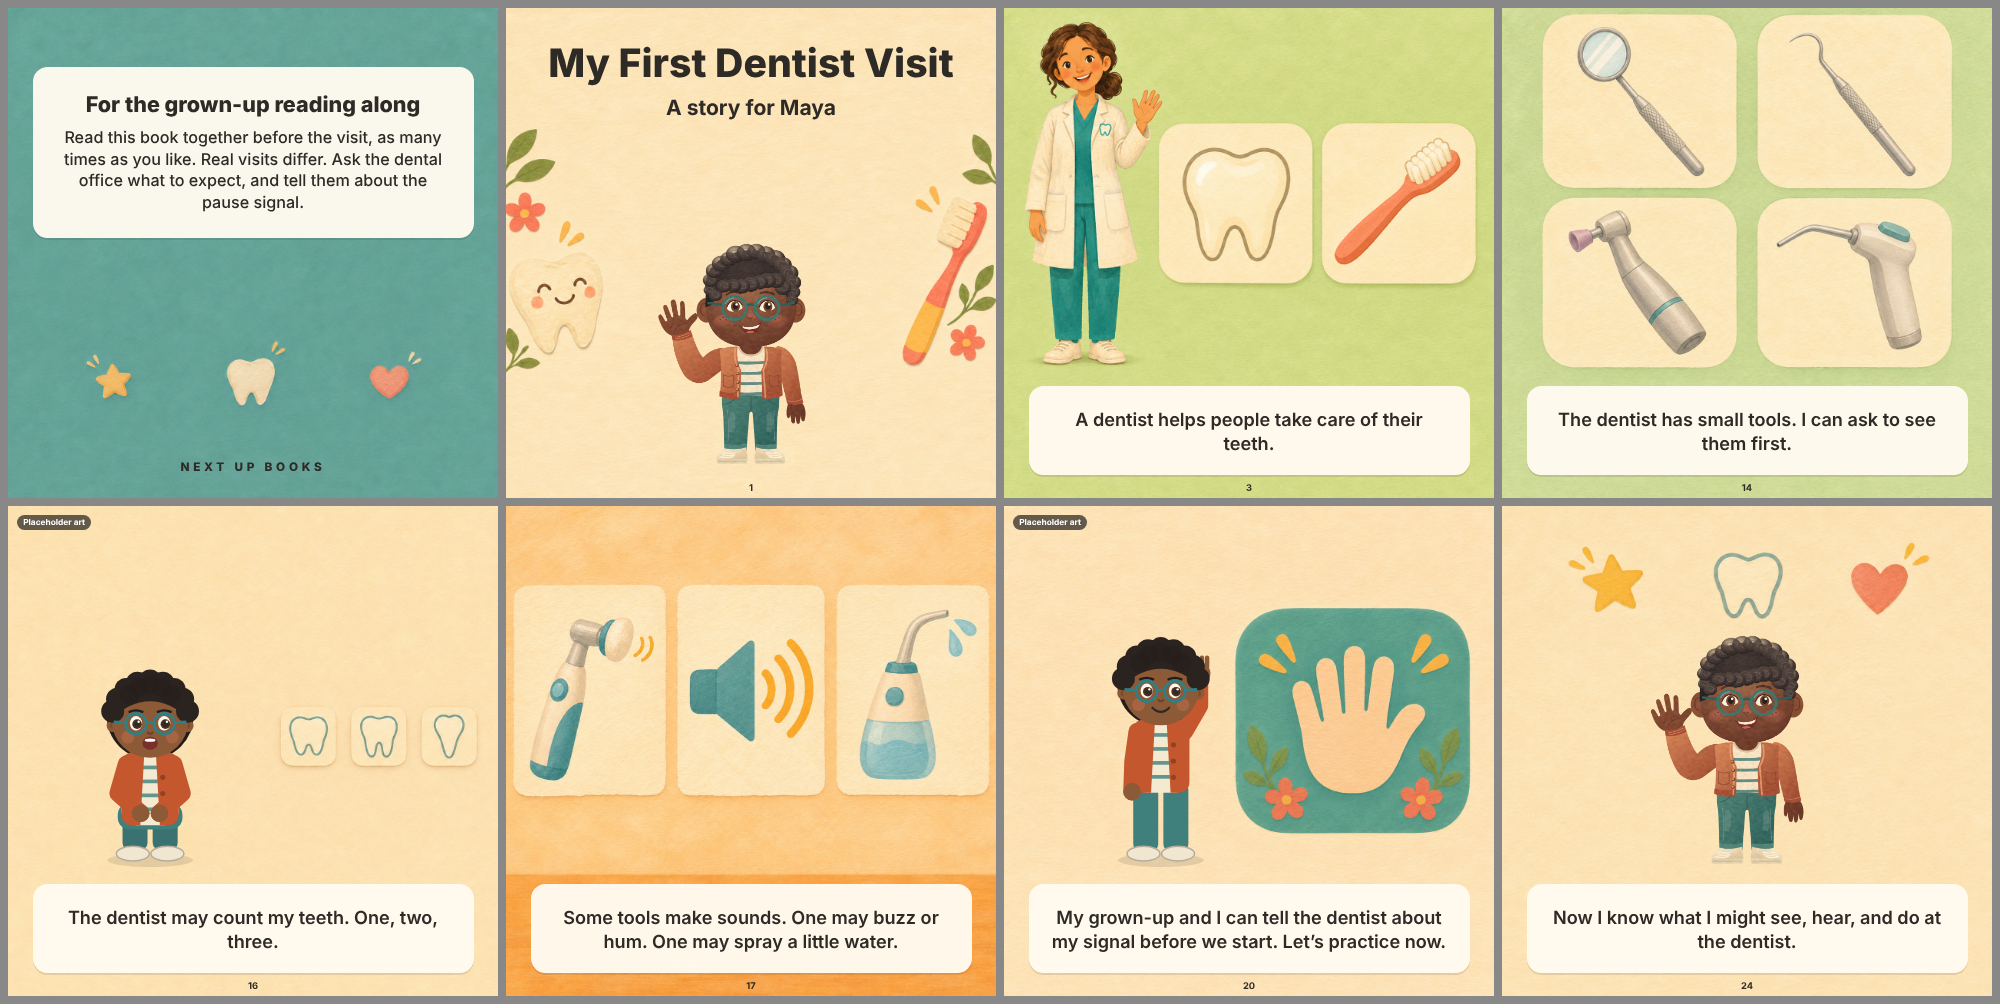 For the grown-up reading along
Read this book together before the visit, as many
times as you like. Real visits differ. Ask the dental
office what to expect, and tell them about the
pause signal.
NEXT UP BOOKS
My First Dentist Visit
A story for Maya
1
A dentist helps people take care of their
teeth.
3
The dentist has small tools. I can ask to see
them first.
14
Placeholder art
The dentist may count my teeth. One, two,
three.
16
Some tools make sounds. One may buzz or
hum. One may spray a little water.
17
Placeholder art
My grown-up and I can tell the dentist about
my signal before we start. Let’s practice now.
20
Now I know what I might see, hear, and do at
the dentist.
24